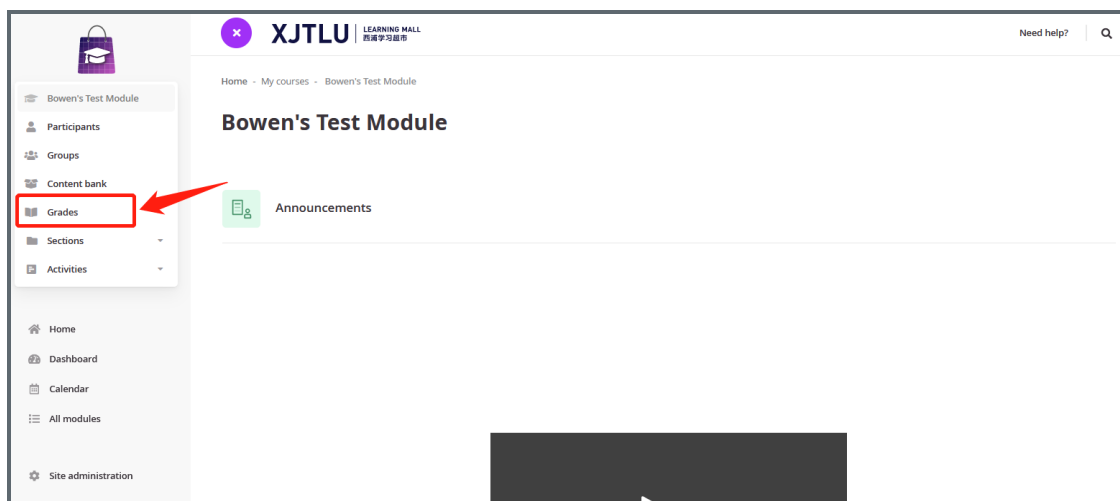 XJTLU
LEARNING MALL
西浦学习超市
Need help?
Bowen's Test Module
Participants
Groups
Content bank
Grades
Sections
Activities
Home
Dashboard
Calendar
All modules
Site administration
Home - My courses - Bowen's Test Module
Bowen's Test Module
Announcements